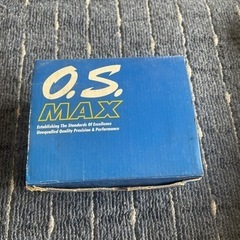 O.S.
MAX
Establishing The Standards Of Excellence
Unequalled Quality Precision & Performance